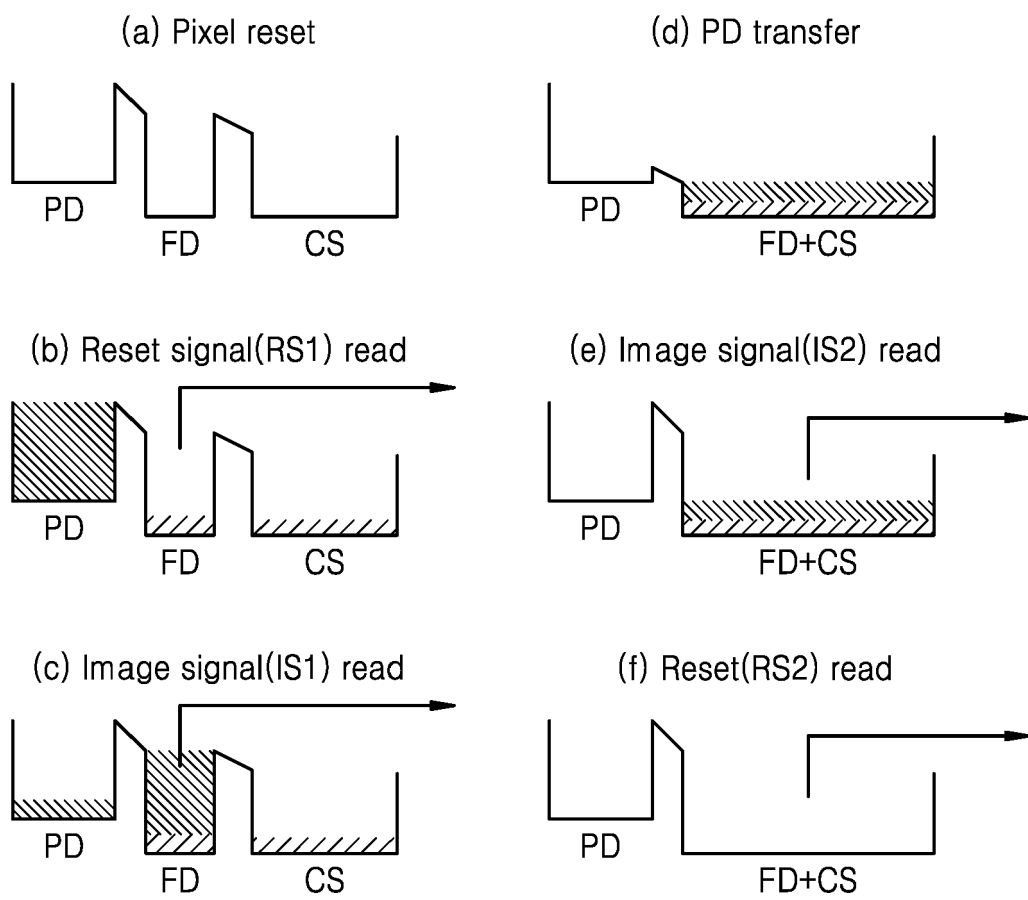 (a) Pixel reset
PD
FD
CS
(b) Reset signal(RS1) read
PD
FD
CS
(c) Image signal(IS1) read
PD
FD
CS
(d) PD transfer
PD
FD+CS
(e) Image signal(IS2) read
PD
FD+CS
(f) Reset(RS2) read
PD
FD+CS